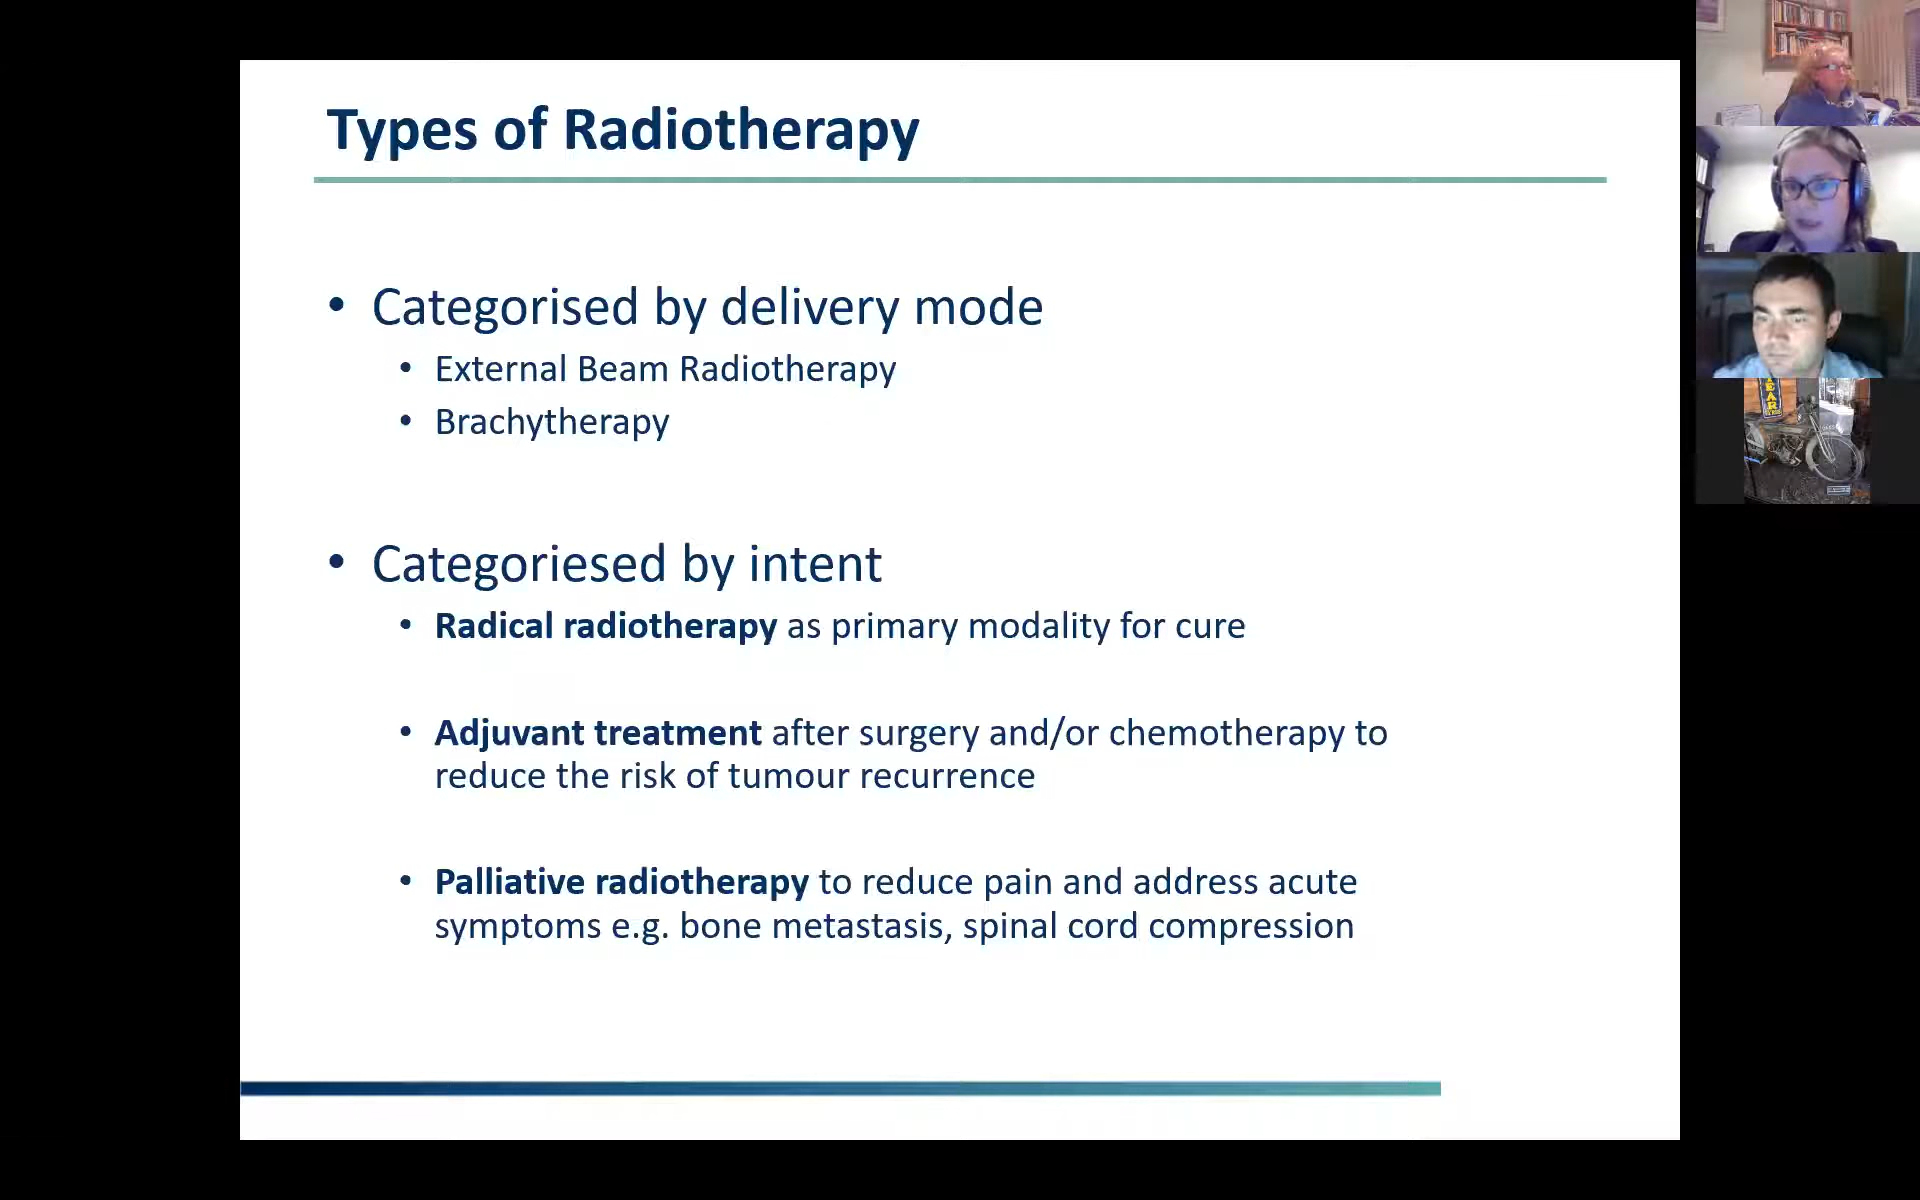 Types of Radiotherapy
• Categorised by delivery mode
• External Beam Radiotherapy
• Brachytherapy
• Categoriesed by intent
• Radical radiotherapy as primary modality for cure
• Adjuvant treatment after surgery and/or chemotherapy to
reduce the risk of tumour recurrence
• Palliative radiotherapy to reduce pain and address acute
symptoms e.g. bone metastasis, spinal cord compression